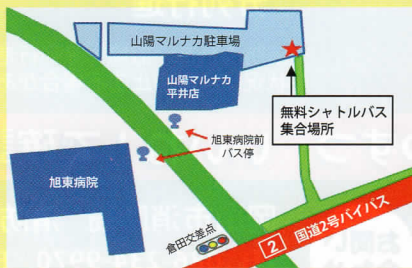 山陽マルナカ駐車場
山陽マルナカ
平井店
無料シャトルバス
集合場所
旭東病院前
バス停
旭東病院
倉田交差点
2 国道2号バイパス